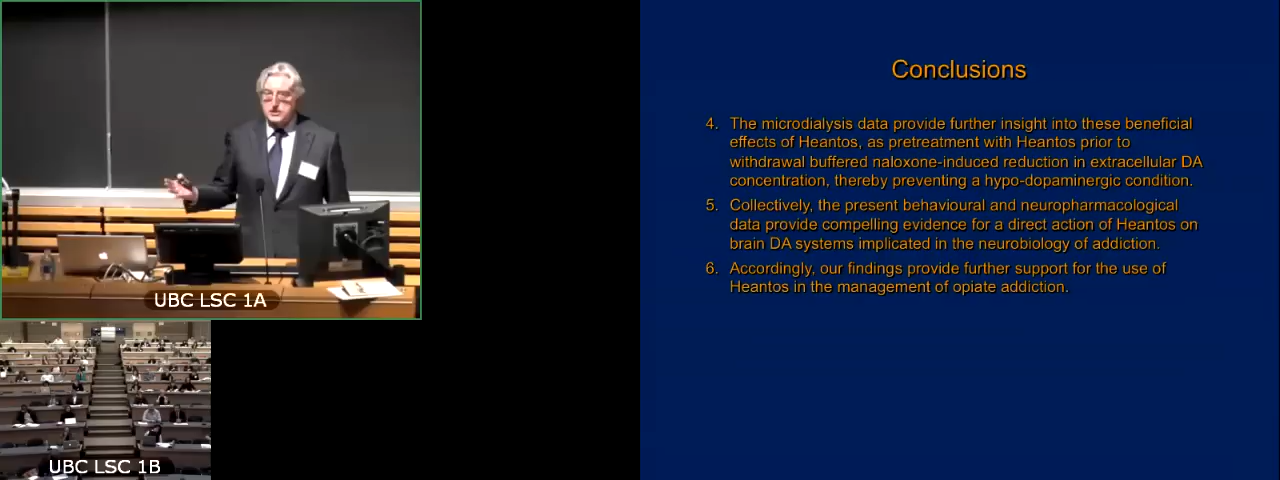 UBC LSC 1A
UBC LSC 1B
Conclusions
4. The microdialysis data provide further insight into these beneficial
effects of Heantos, as pretreatment with Heantos prior to
withdrawal buffered naloxone-induced reduction in extracellular DA
concentration, thereby preventing a hypo-dopaminergic condition.
5. Collectively, the present behavioural and neuropharmacological
data provide compelling evidence for a direct action of Heantos on
brain DA systems implicated in the neurobiology of addiction.
6. Accordingly, our findings provide further support for the use of
Heantos in the management of opiate addiction.